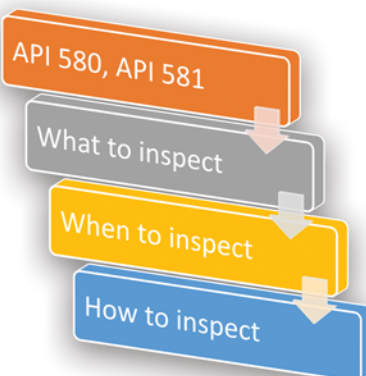 API 580, API 581
What to inspect
When to inspect
How to inspect